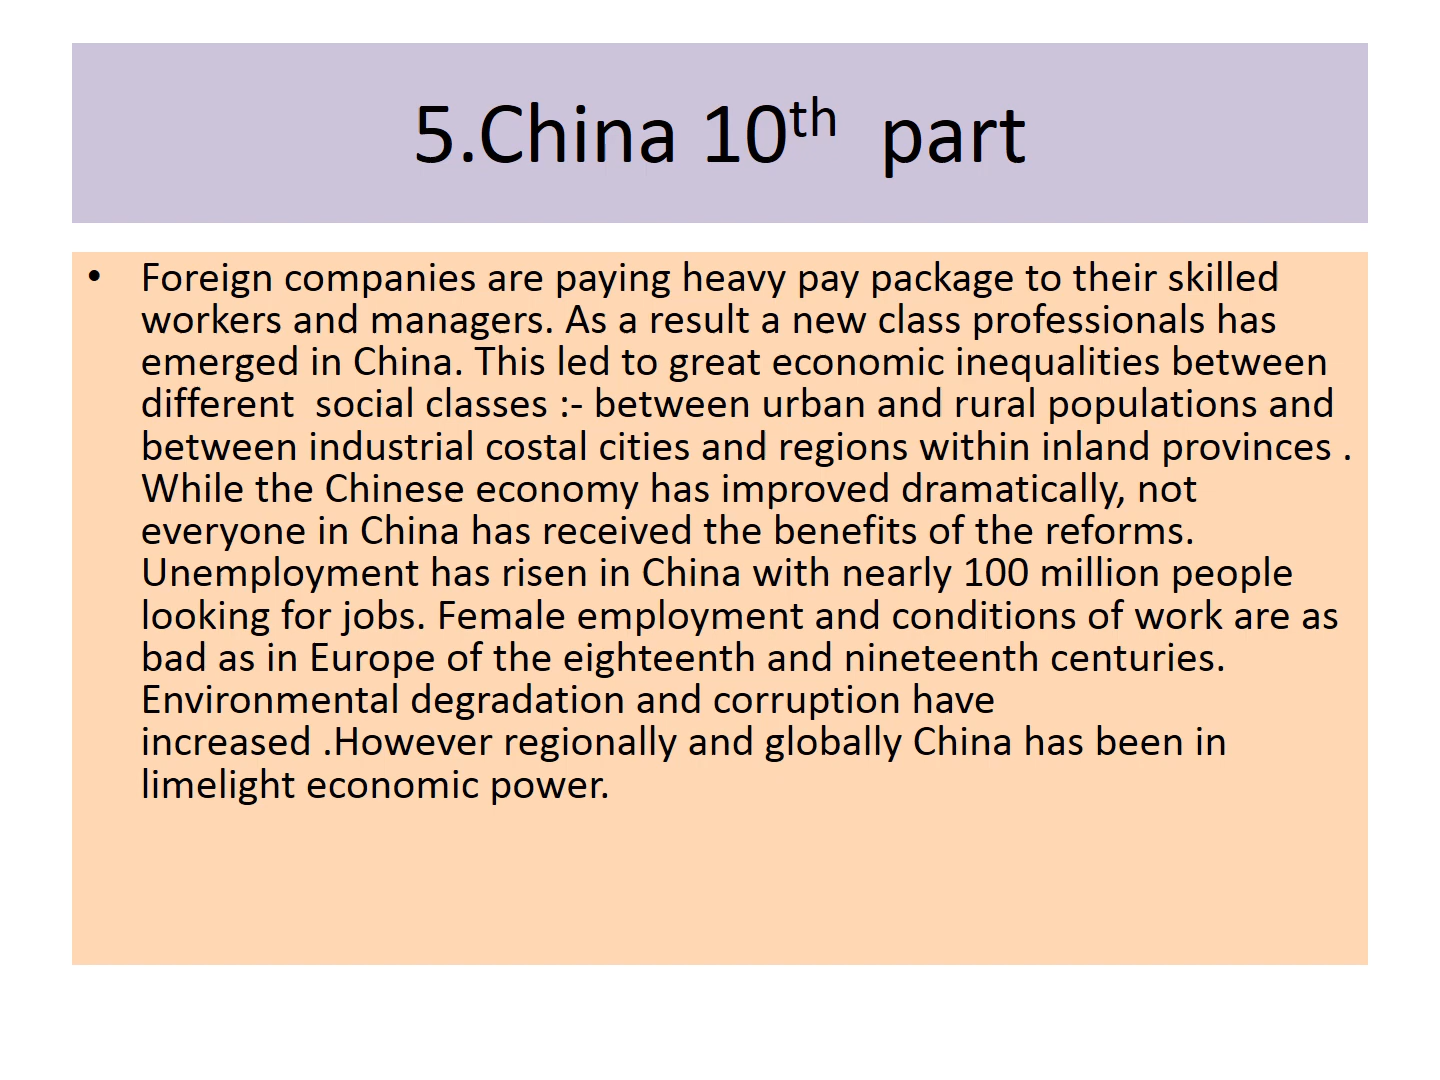 5.China 10th  part
• Foreign companies are paying heavy pay package to their skilled
workers and managers. As a result a new class professionals has
emerged in China. This led to great economic inequalities between
different  social classes :- between urban and rural populations and
between industrial costal cities and regions within inland provinces .
While the Chinese economy has improved dramatically, not
everyone in China has received the benefits of the reforms.
Unemployment has risen in China with nearly 100 million people
looking for jobs. Female employment and conditions of work are as
bad as in Europe of the eighteenth and nineteenth centuries.
Environmental degradation and corruption have
increased .However regionally and globally China has been in
limelight economic power.